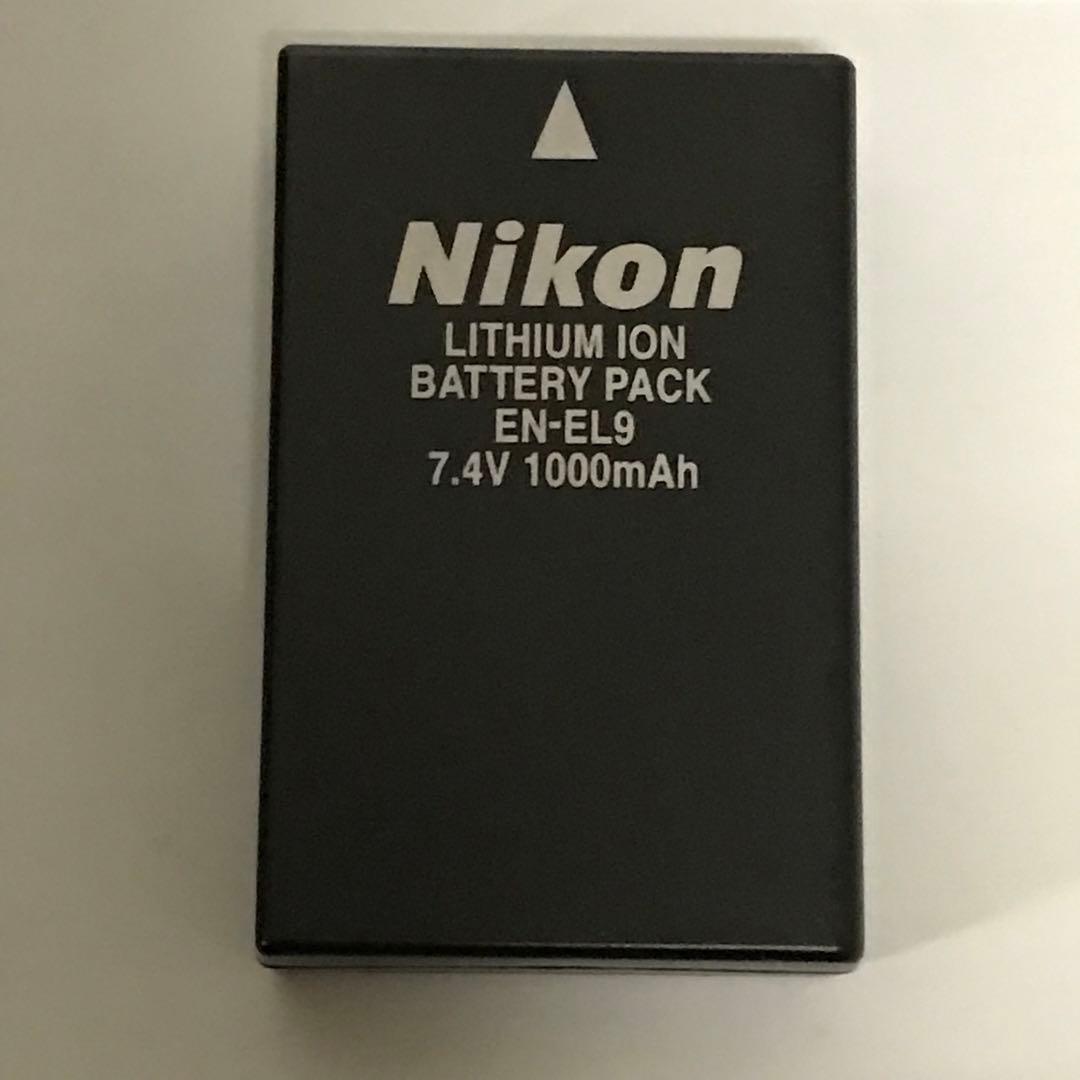 Nikon
LITHIUM ION
BATTERY PACK
EN-EL9
7.4V 1000mAh